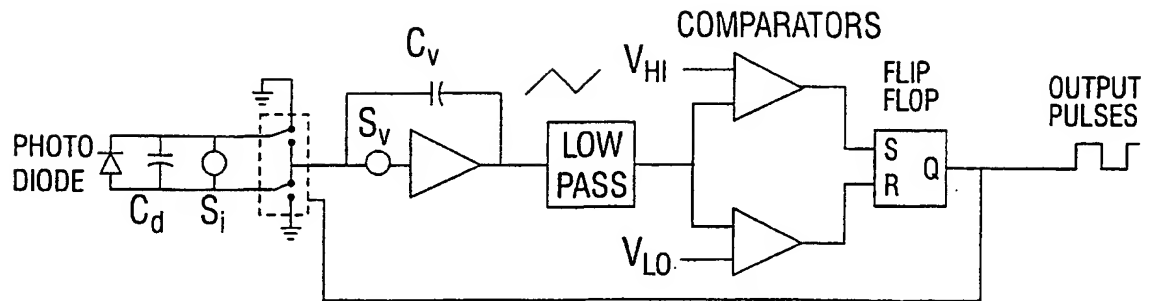 COMPARATORS
C_v
V_HI
FLIP
FLOP
OUTPUT
PULSES
PHOTO
DIODE
S_v
LOW
PASS
S
Q
R
C_d
S_i
V_LO